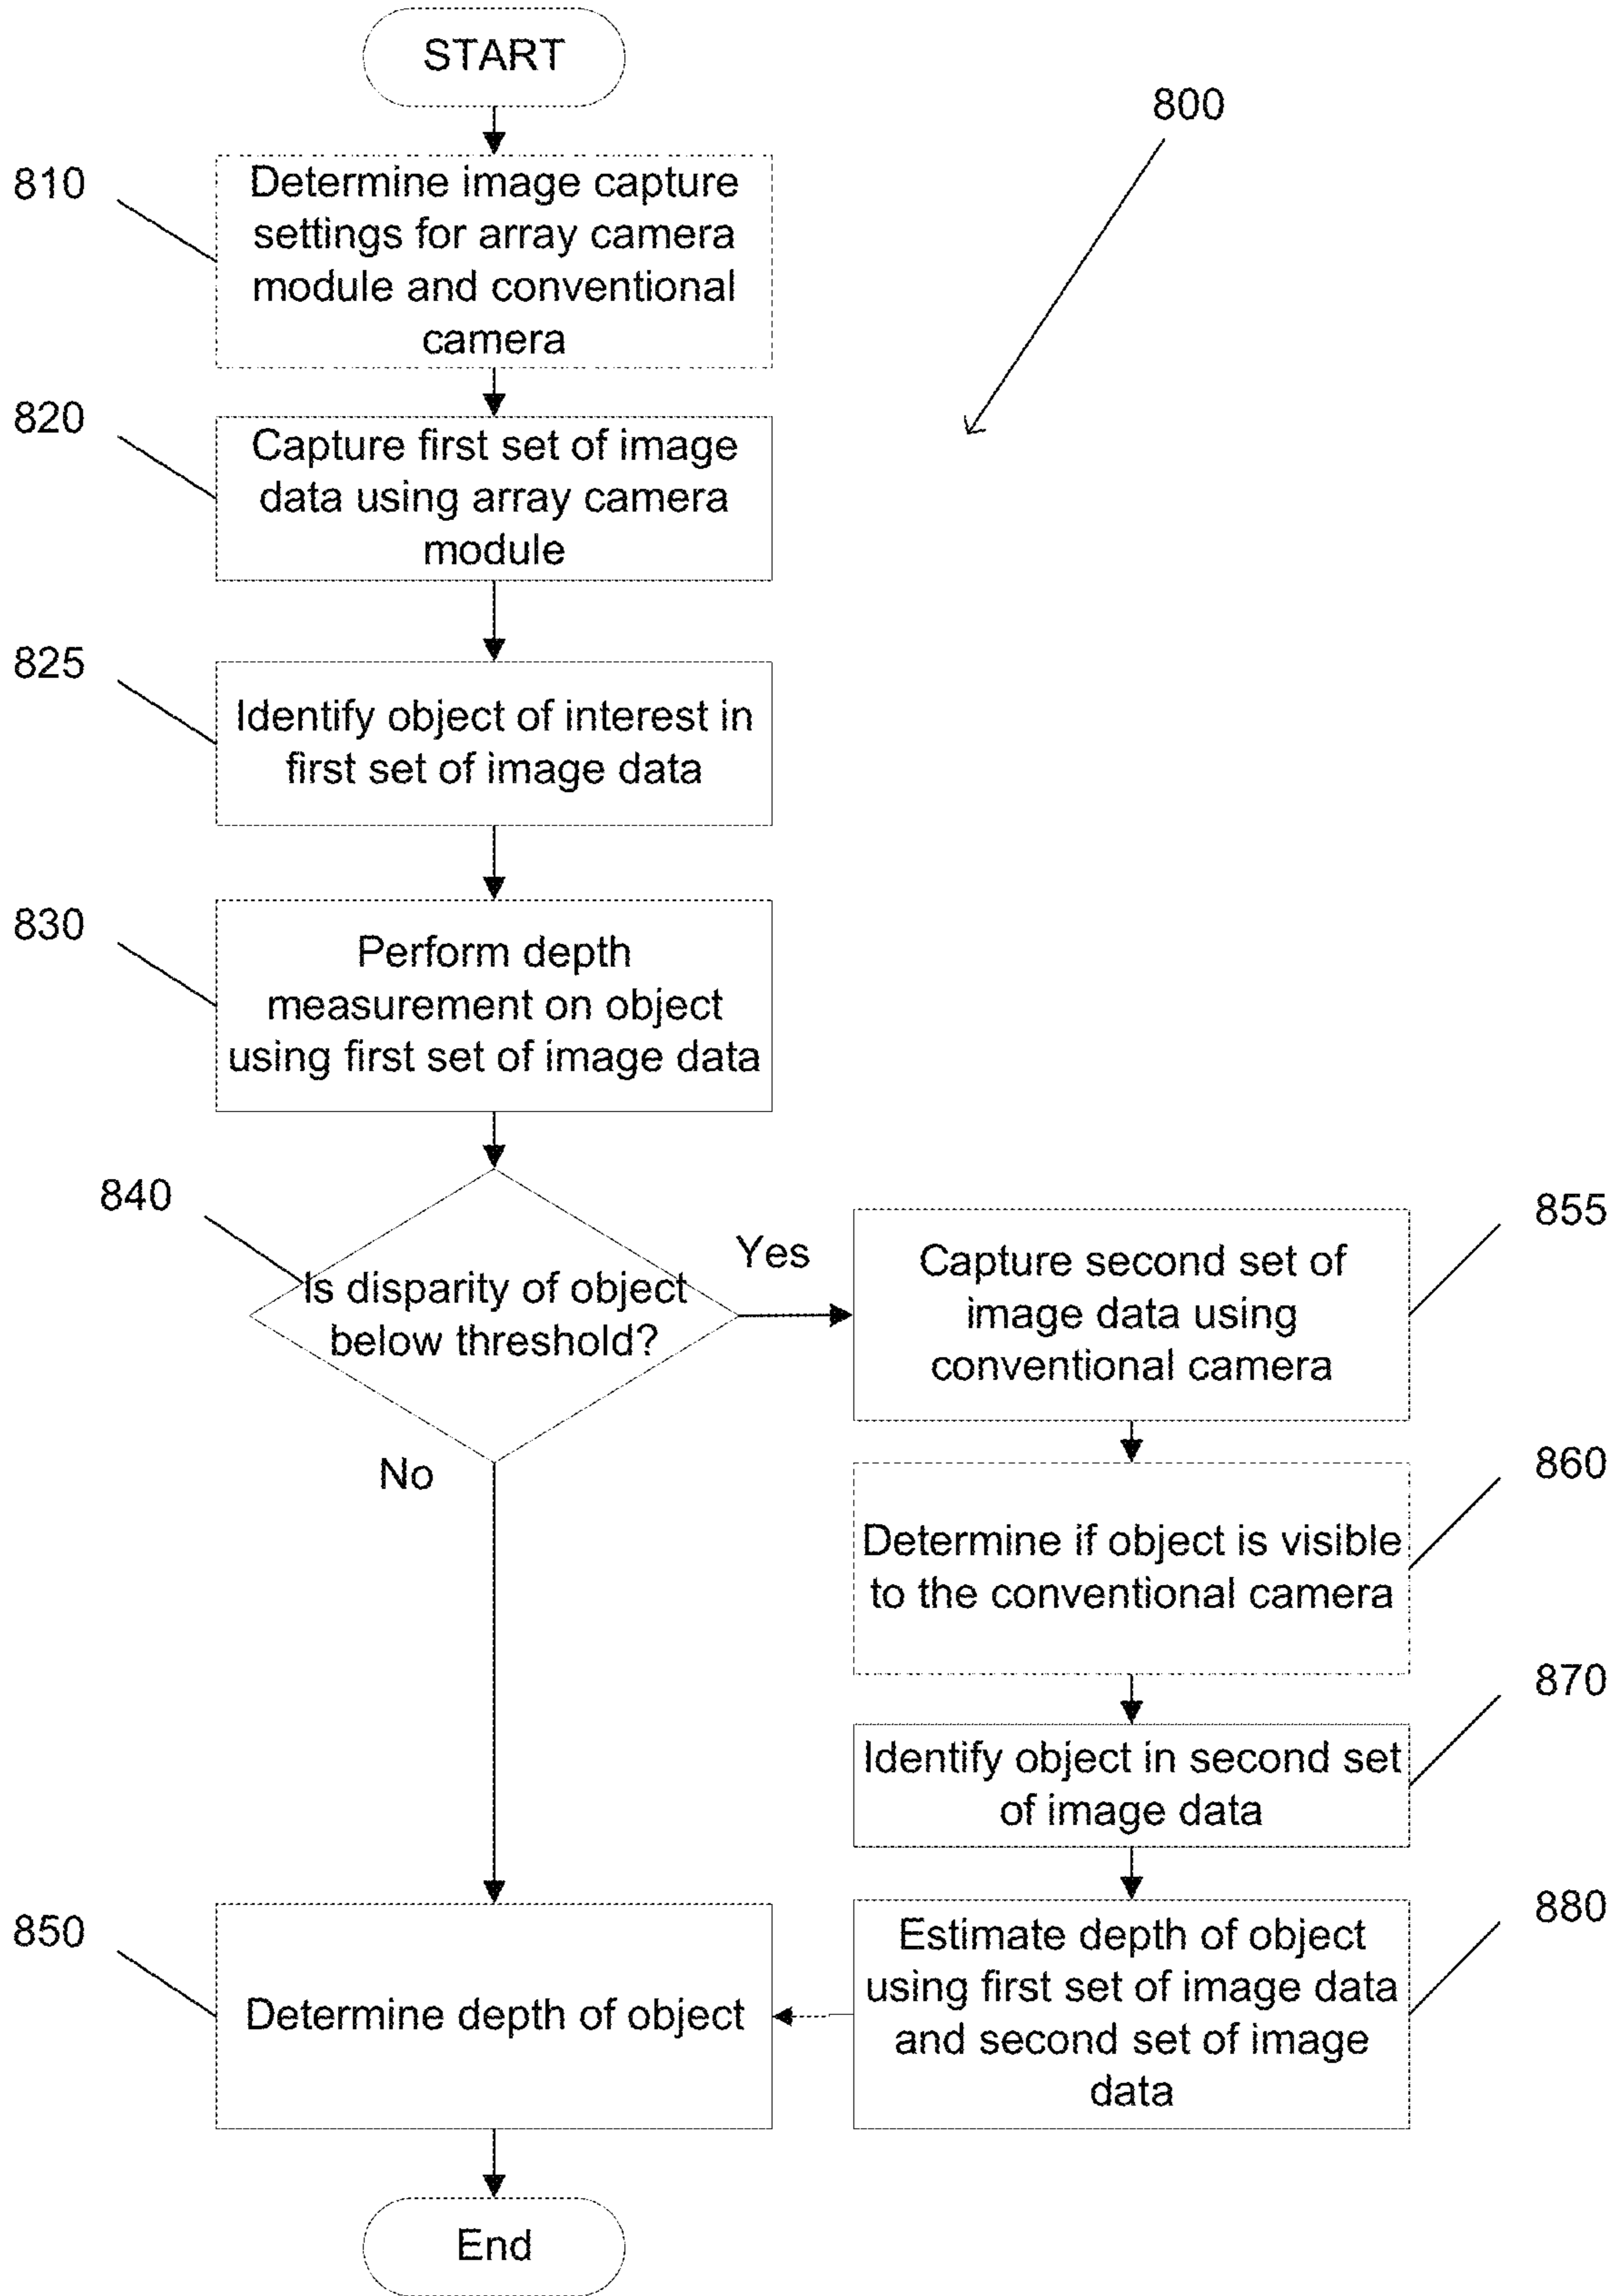 START
800
810
Determine image capture
settings for array camera
module and conventional
camera
820
Capture first set of image
data using array camera
module
825
Identify object of interest in
first set of image data
830
Perform depth
measurement on object
using first set of image data
840
Is disparity of object
below threshold?
Yes
855
Capture second set of
image data using
conventional camera
No
860
Determine if object is visible
to the conventional camera
870
Identify object in second set
of image data
880
Estimate depth of object
using first set of image data
and second set of image
data
850
Determine depth of object
End